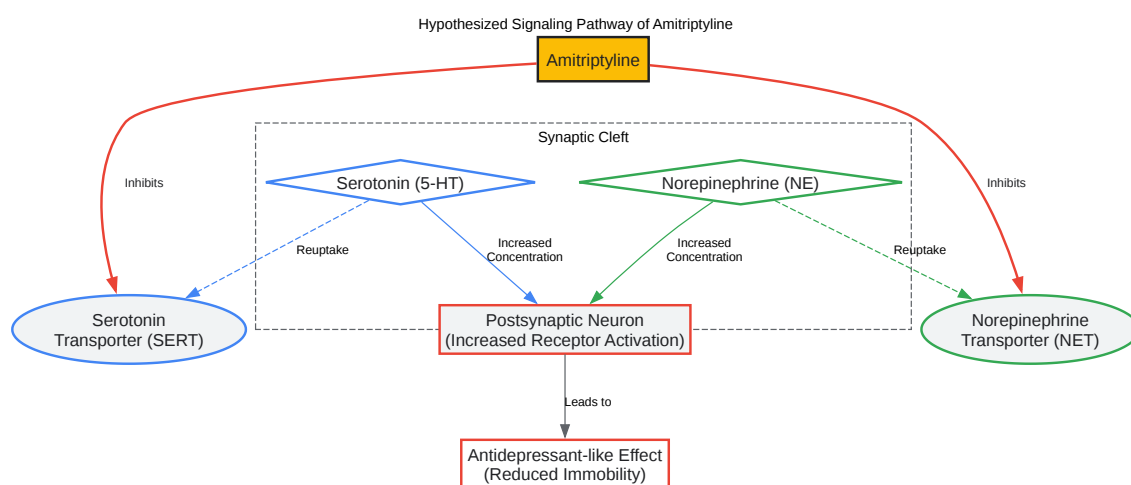 Hypothesized Signaling Pathway of Amitriptyline
Amitriptyline
Synaptic Cleft
Serotonin (5-HT)
Norepinephrine (NE)
Inhibits
Inhibits
Reuptake
Increased
Concentration
Increased
Concentration
Reuptake
Serotonin
Transporter (SERT)
Postsynaptic Neuron
(Increased Receptor Activation)
Norepinephrine
Transporter (NET)
Leads to
Antidepressant-like Effect
(Reduced Immobility)